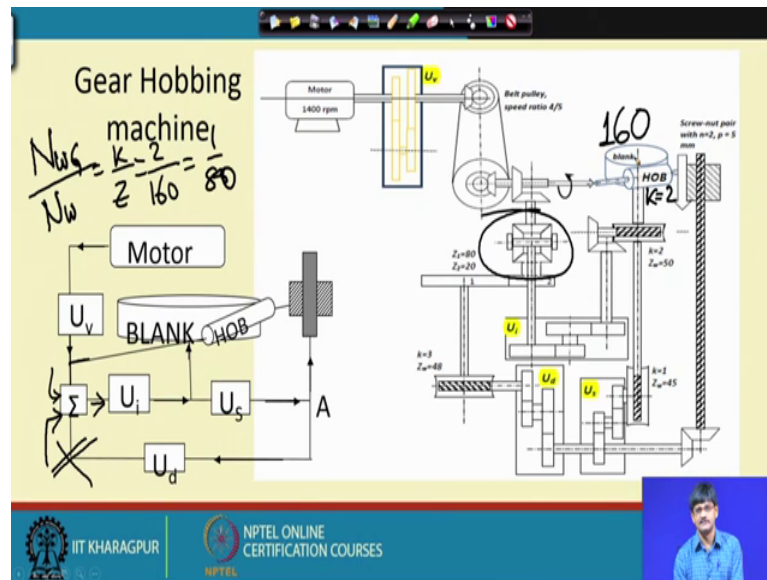 Gear Hobbing
machine
NWG/NW = K/Z = 2/160 = 1/80
Motor
1400 rpm
Uv
Belt pulley,
speed ratio 4/5
160
blank
HOB
K=2
Screw-nut pair
with n=2, p = 5
mm
Z1=80
Z2=20
1
2
k=2
Zw=50
Ui
k=3
Zw=48
Ud
Us
k=1
Zw=45
Motor
Uv
BLANK
HOB
Σ
Ui
Us
A
Ud
IIT KHARAGPUR
NPTEL
NPTEL ONLINE
CERTIFICATION COURSES